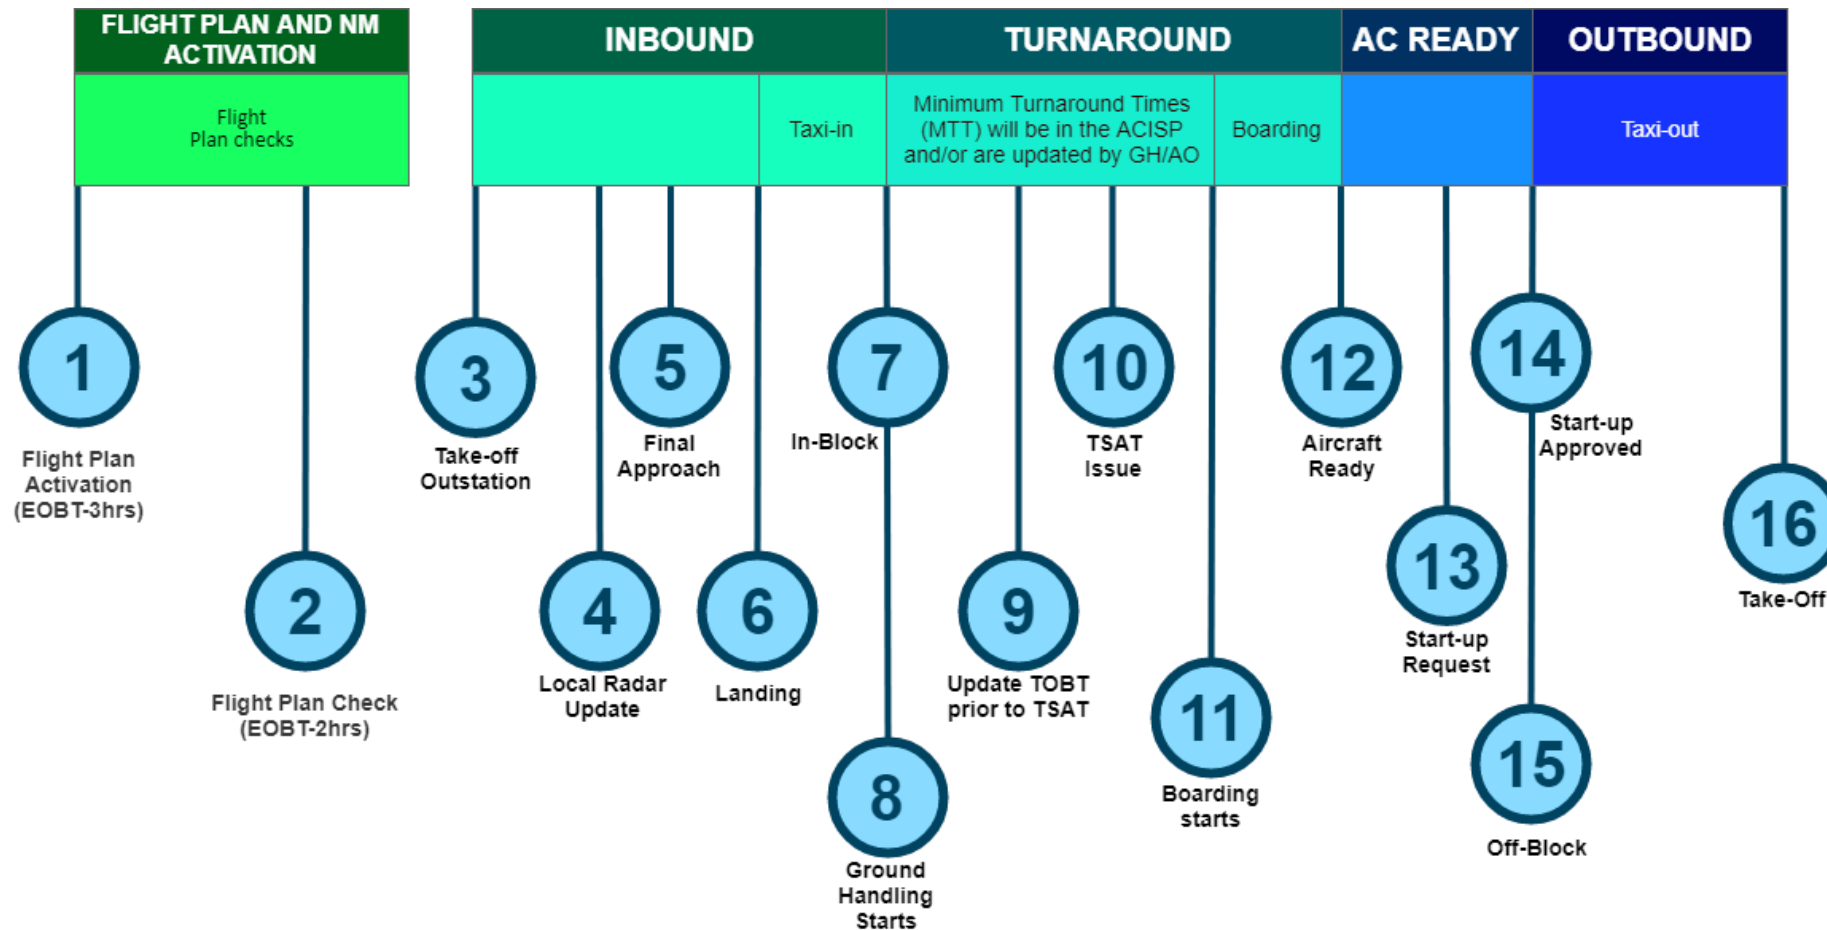 FLIGHT PLAN AND NM
ACTIVATION
INBOUND
TURNAROUND
AC READY
OUTBOUND
Flight
Plan checks
Taxi-in
Minimum Turnaround Times
(MTT) will be in the ACISP
and/or are updated by GH/AO
Boarding
Taxi-out
1
Flight Plan
Activation
(EOBT-3hrs)
2
Flight Plan Check
(EOBT-2hrs)
3
Take-off
Outstation
4
Local Radar
Update
5
Final
Approach
6
Landing
7
In-Block
8
Ground
Handling
Starts
9
Update TOBT
prior to TSAT
10
TSAT
Issue
11
Boarding
starts
12
Aircraft
Ready
13
Start-up
Request
14
Start-up
Approved
15
Off-Block
16
Take-Off